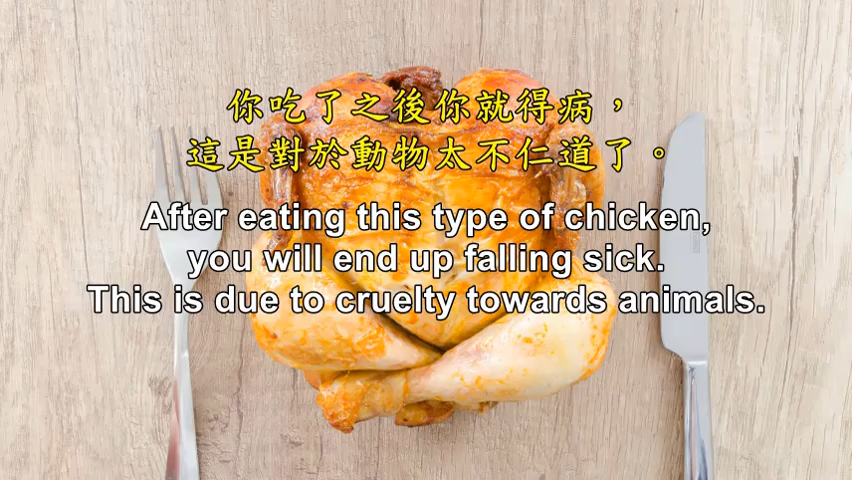 你吃了之後你就得病，
這是對於動物太不仁道了。
After eating this type of chicken,
you will end up falling sick.
This is due to cruelty towards animals.